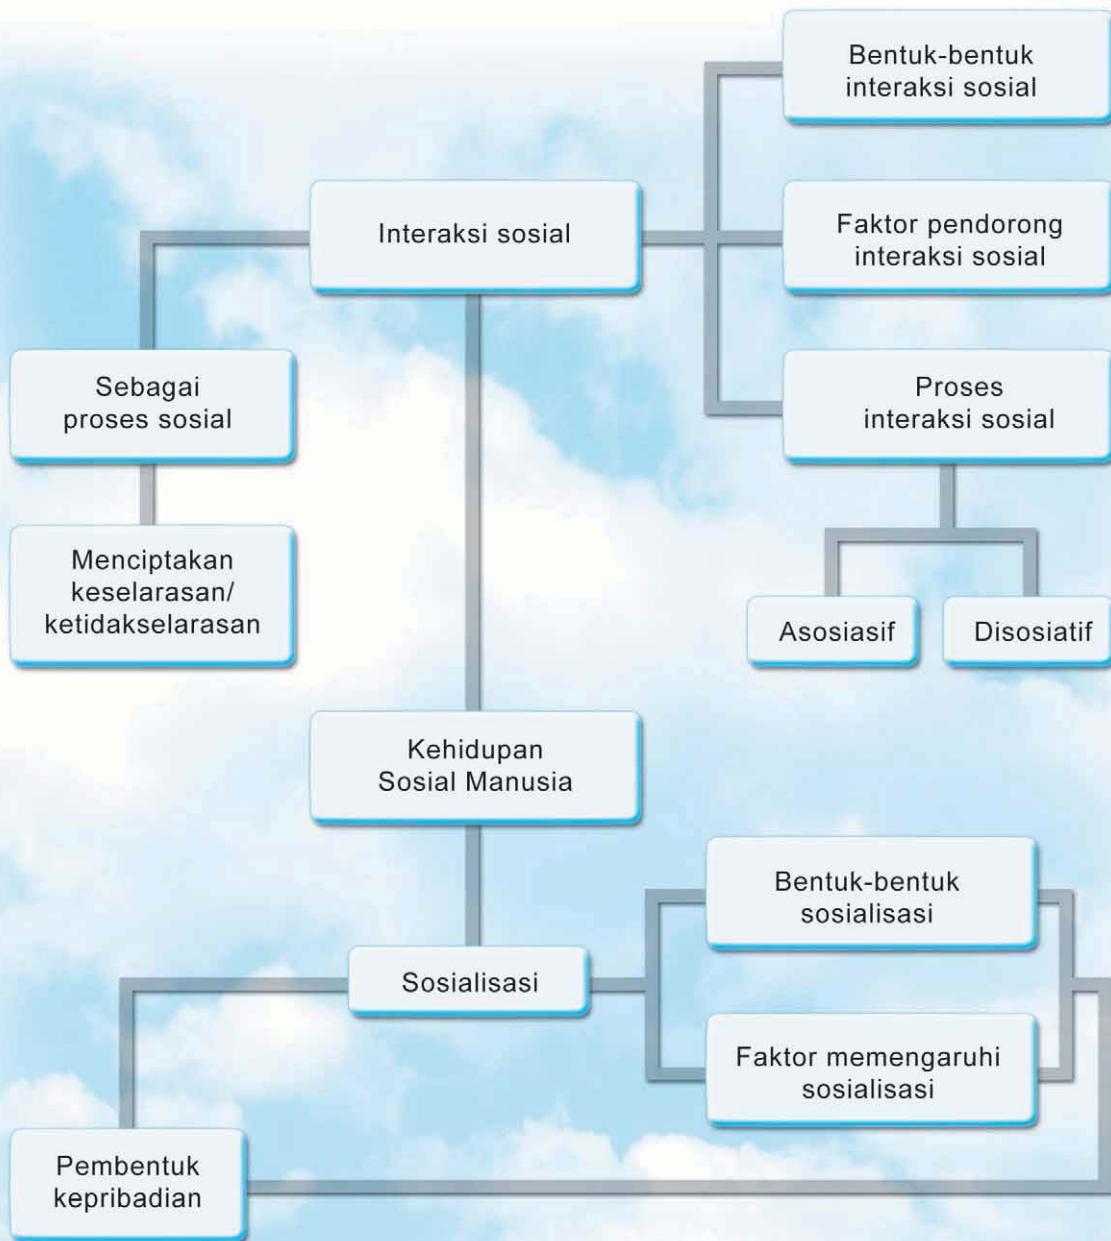 Bentuk-bentuk
interaksi sosial
Interaksi sosial
Faktor pendorong
interaksi sosial
Sebagai
proses sosial
Proses
interaksi sosial
Menciptakan
keselarasan/
ketidakselarasan
Asosiasif
Disosiatif
Kehidupan
Sosial Manusia
Bentuk-bentuk
sosialisasi
Sosialisasi
Faktor memengaruhi
sosialisasi
Pembentuk
kepribadian